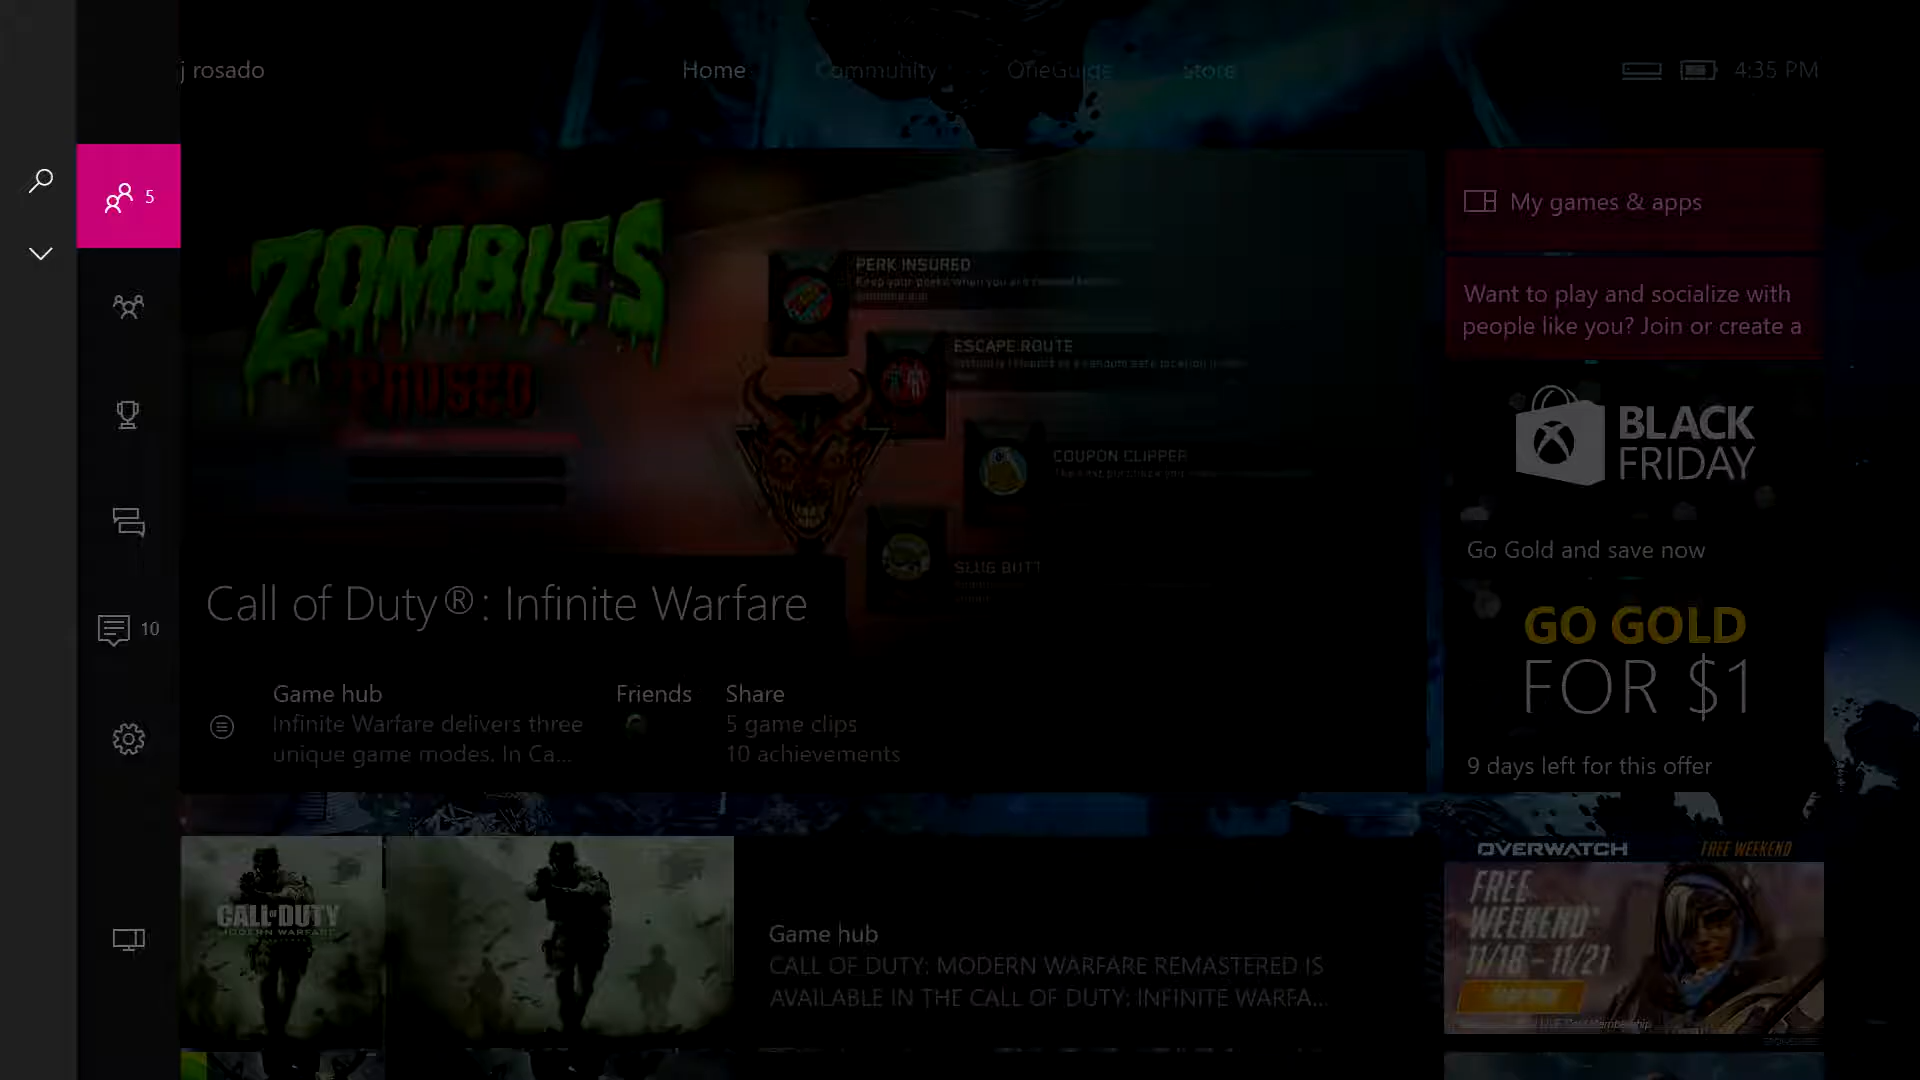 j rosado
Home
Community
OneGuide
Store
4:35 PM
5
10
ZOMBIES
PAUSED
PERK INSURED
ESCAPE ROUTE
COUPON CLIPPER
SLUG BUTT
Call of Duty®: Infinite Warfare
Game hub
Infinite Warfare delivers three
unique game modes. In Ca...
Friends
Share
5 game clips
10 achievements
My games & apps
Want to play and socialize with
people like you? Join or create a
BLACK
FRIDAY
Go Gold and save now
GO GOLD
FOR $1
9 days left for this offer
CALL OF DUTY
MODERN WARFARE
Game hub
CALL OF DUTY: MODERN WARFARE REMASTERED IS
AVAILABLE IN THE CALL OF DUTY: INFINITE WARFA...
OVERWATCH
FREE WEEKEND
FREE
WEEKEND
11/18 - 11/21